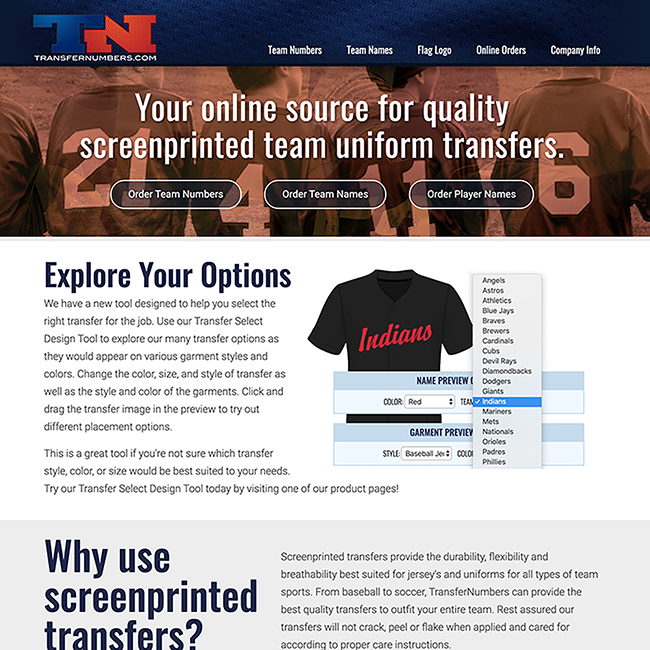 TN
TRANSFERNUMBERS.COM
Team Numbers Team Names Flag Logo Online Orders Company Info
Your online source for quality
screenprinted team uniform transfers.
21 4 1 6
Order Team Numbers Order Team Names Order Player Names
Explore Your Options
We have a new tool designed to help you select the
right transfer for the job. Use our Transfer Select
Design Tool to explore our many transfer options as
they would appear on various garment styles and
colors. Change the color, size, and style of transfer as
well as the style and color of the garments. Click and
drag the transfer image in the preview to try out
different placement options.
This is a great tool if you're not sure which transfer
style, color, or size would be best suited to your needs.
Try our Transfer Select Design Tool today by visiting one of our product pages!
Indians
NAME PREVIEW
COLOR: Red TEAM
GARMENT PREVIEW
STYLE: Baseball Jer COLO
Angels
Astros
Athletics
Blue Jays
Braves
Brewers
Cardinals
Cubs
Devil Rays
Diamondbacks
Dodgers
Giants
✓ Indians
Mariners
Mets
Nationals
Orioles
Padres
Phillies
Why use
screenprinted
transfers?
Screenprinted transfers provide the durability, flexibility and
breathability best suited for jersey's and uniforms for all types of team
sports. From baseball to soccer, TransferNumbers can provide the
best quality transfers to outfit your entire team. Rest assured our
transfers will not crack, peel or flake when applied and cared for
according to proper care instructions.